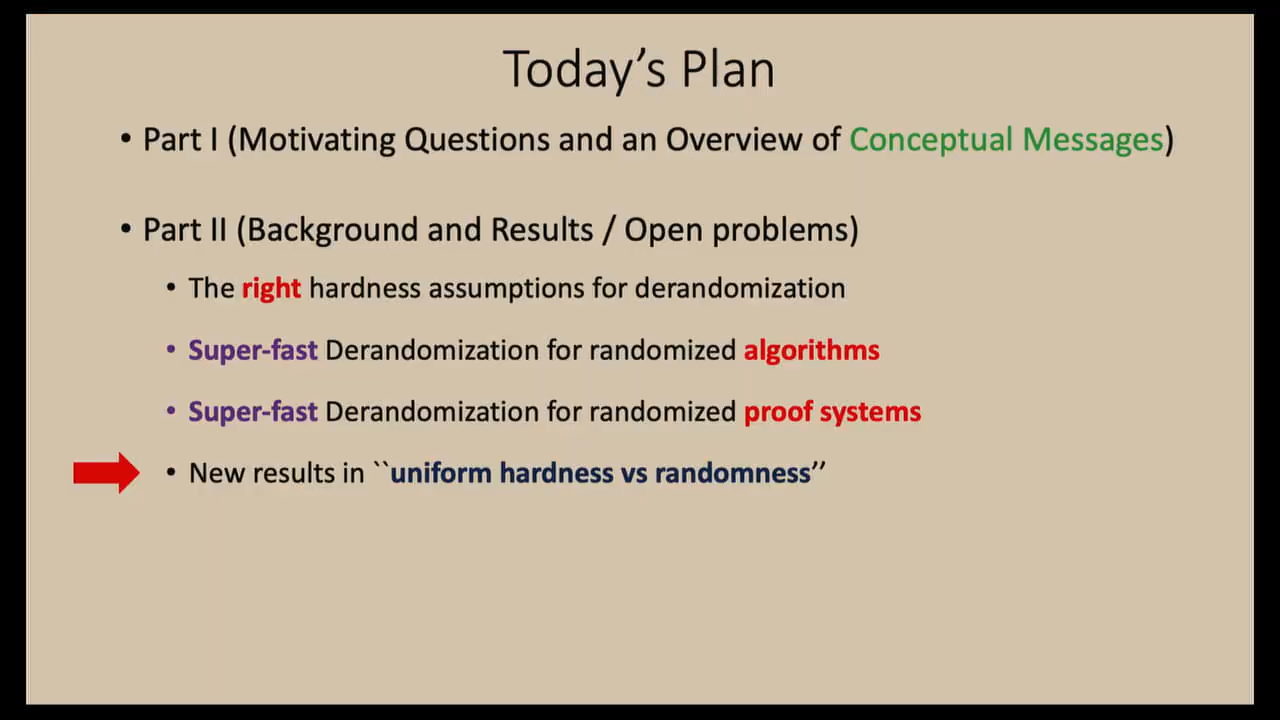 Today’s Plan
• Part I (Motivating Questions and an Overview of Conceptual Messages)
• Part II (Background and Results / Open problems)
• The right hardness assumptions for derandomization
• Super-fast Derandomization for randomized algorithms
• Super-fast Derandomization for randomized proof systems
• New results in ``uniform hardness vs randomness’’